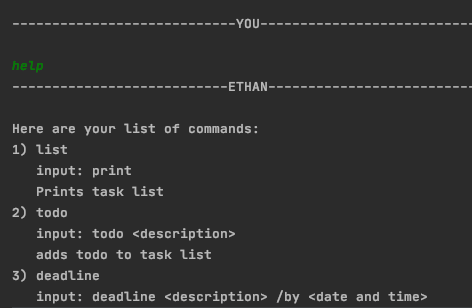 ----------------------------YOU--------------------------
help
---------------------------ETHAN-------------------------
Here are your list of commands:
1) list
   input: print
   Prints task list
2) todo
   input: todo <description>
   adds todo to task list
3) deadline
   input: deadline <description> /by <date and time>